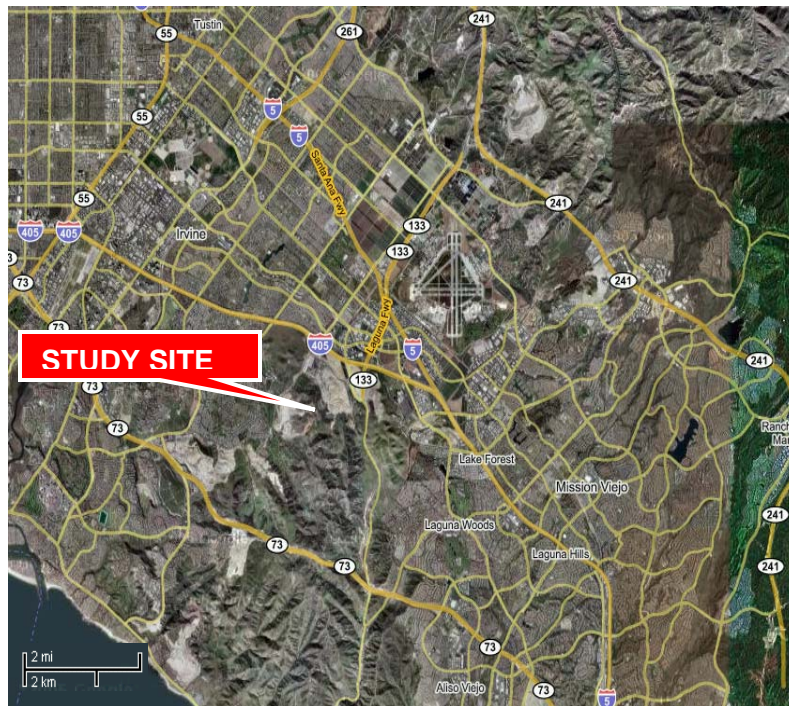 Tustin
241
55
261
5
55
5
Santa Ana Fwy
55
241
133
405
405
Irvine
133
73
241
73
Laguna Fwy
73
405
5
STUDY SITE
133
241
73
73
Lake Forest
Mission Viejo
241
Laguna Woods
73
Laguna Hills
73
241
73
2 mi
2 km
Aliso Viejo
73
5